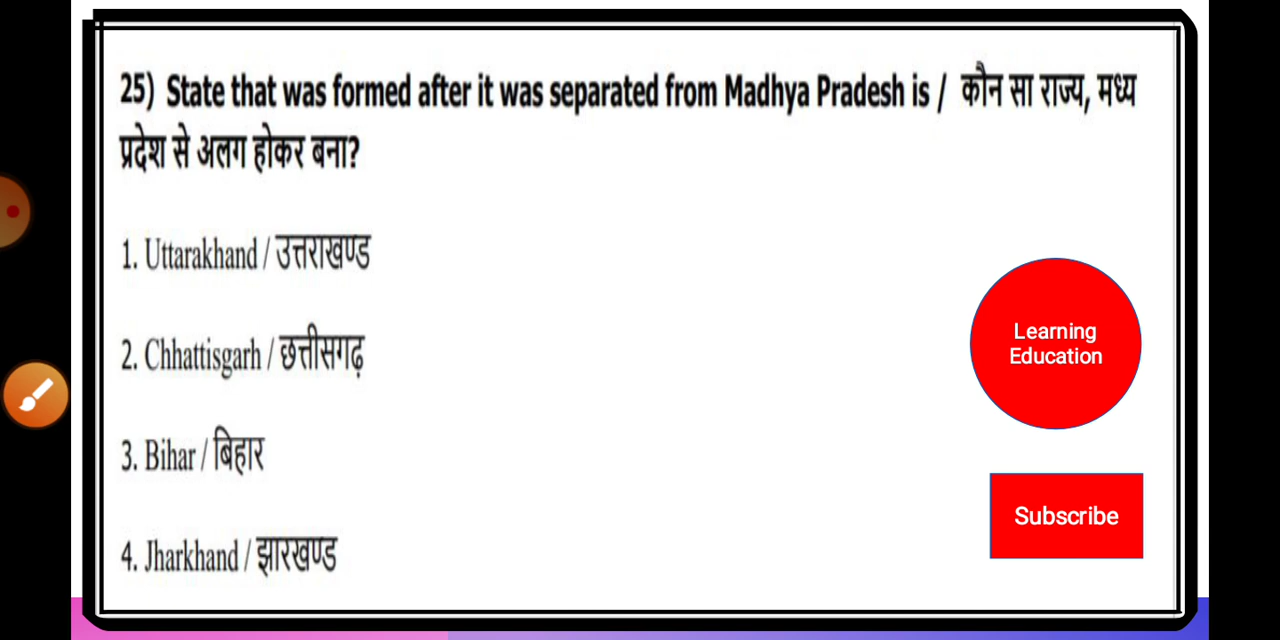 25) State that was formed after it was separated from Madhya Pradesh is / कौन सा राज्य, मध्य
प्रदेश से अलग होकर बना?
1. Uttarakhand / उत्तराखण्ड
2. Chhattisgarh / छत्तीसगढ़
3. Bihar / बिहार
4. Jharkhand / झारखण्ड
Learning
Education
Subscribe